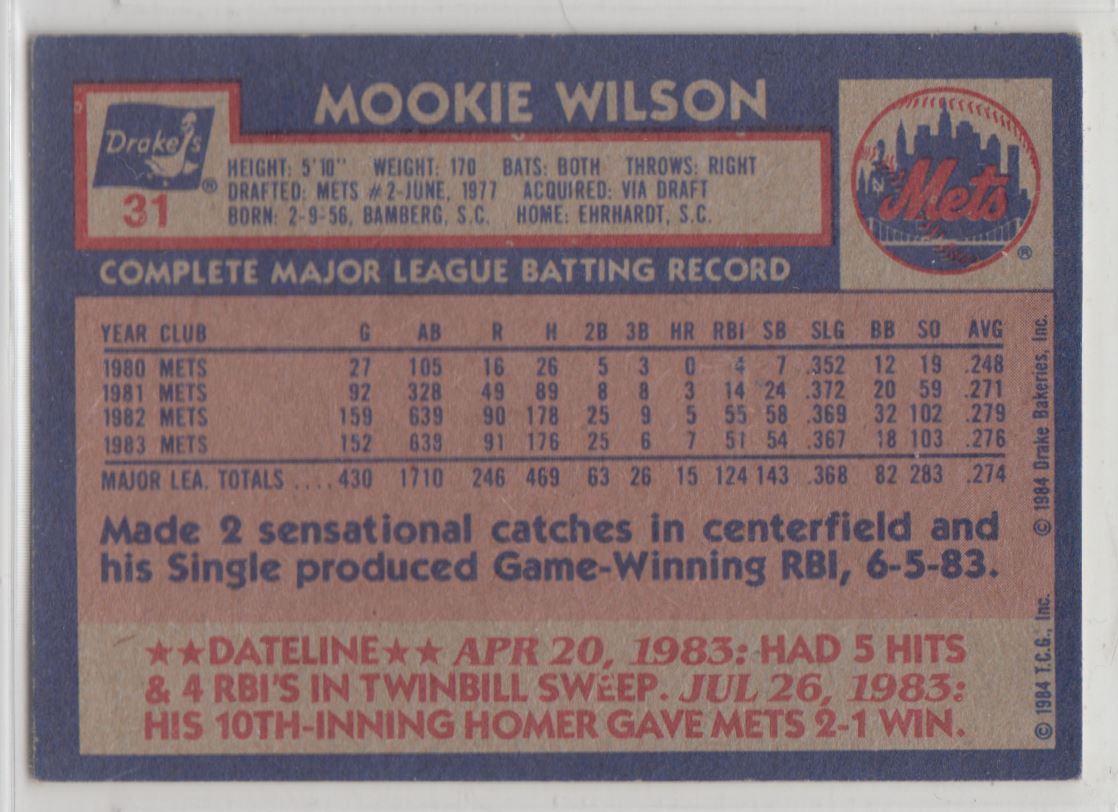 MOOKIE WILSON
Drake's
®
31
HEIGHT: 5'10" WEIGHT: 170 BATS: BOTH THROWS: RIGHT
DRAFTED: METS #2-JUNE, 1977 ACQUIRED: VIA DRAFT
BORN: 2-9-56, BAMBERG, S.C. HOME: EHRHARDT, S.C.
Mets
®
COMPLETE MAJOR LEAGUE BATTING RECORD
YEAR CLUB G AB R H 2B 3B HR RBI SB SLG BB SO AVG
1980 METS 27 105 16 26 5 3 0 4 7 .352 12 19 .248
1981 METS 92 328 49 89 8 8 3 14 24 .372 20 59 .271
1982 METS 159 639 90 178 25 9 5 55 58 .369 32 102 .279
1983 METS 152 638 91 176 25 6 7 51 54 .367 18 103 .276
MAJOR LEA. TOTALS .... 430 1710 246 469 63 26 15 124 143 .368 82 283 .274
Made 2 sensational catches in centerfield and
his Single produced Game-Winning RBI, 6-5-83.
★★DATELINE★★ APR 20, 1983: HAD 5 HITS
& 4 RBI'S IN TWINBILL SWEEP. JUL 26, 1983:
HIS 10TH-INNING HOMER GAVE METS 2-1 WIN.
© 1984 T.C.G., Inc. © 1984 Drake Bakeries, Inc.